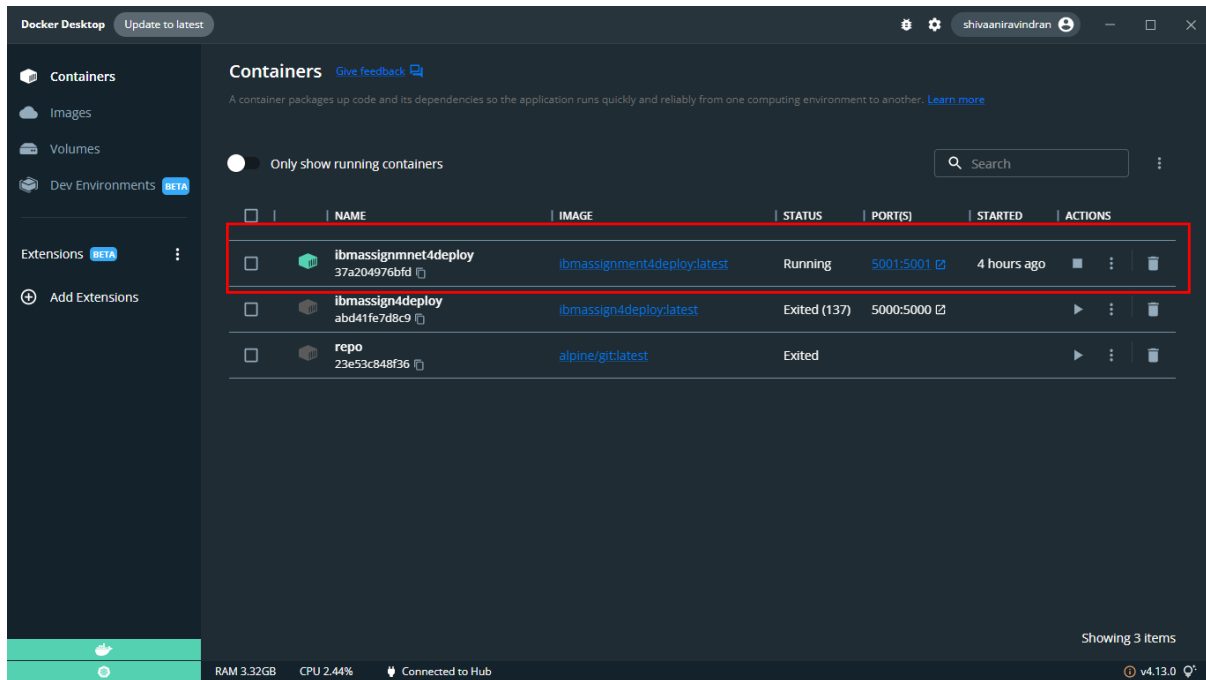 Docker Desktop Update to latest shivaaniravindran
Containers
Images
Volumes
Dev Environments BETA
Extensions BETA
Add Extensions
Containers Give feedback
A container packages up code and its dependencies so the application runs quickly and reliably from one computing environment to another. Learn more
Only show running containers Search
NAME IMAGE STATUS PORT(S) STARTED ACTIONS
ibmassignmnet4deploy
37a204976bfd ibmassignment4deploy:latest Running 5001:5001 4 hours ago
ibmassign4deploy
abd41fe7d8c9 ibmassign4deploy:latest Exited (137) 5000:5000
repo
23e53c848f36 alpine/git:latest Exited
Showing 3 items
RAM 3.32GB CPU 2.44% Connected to Hub v4.13.0